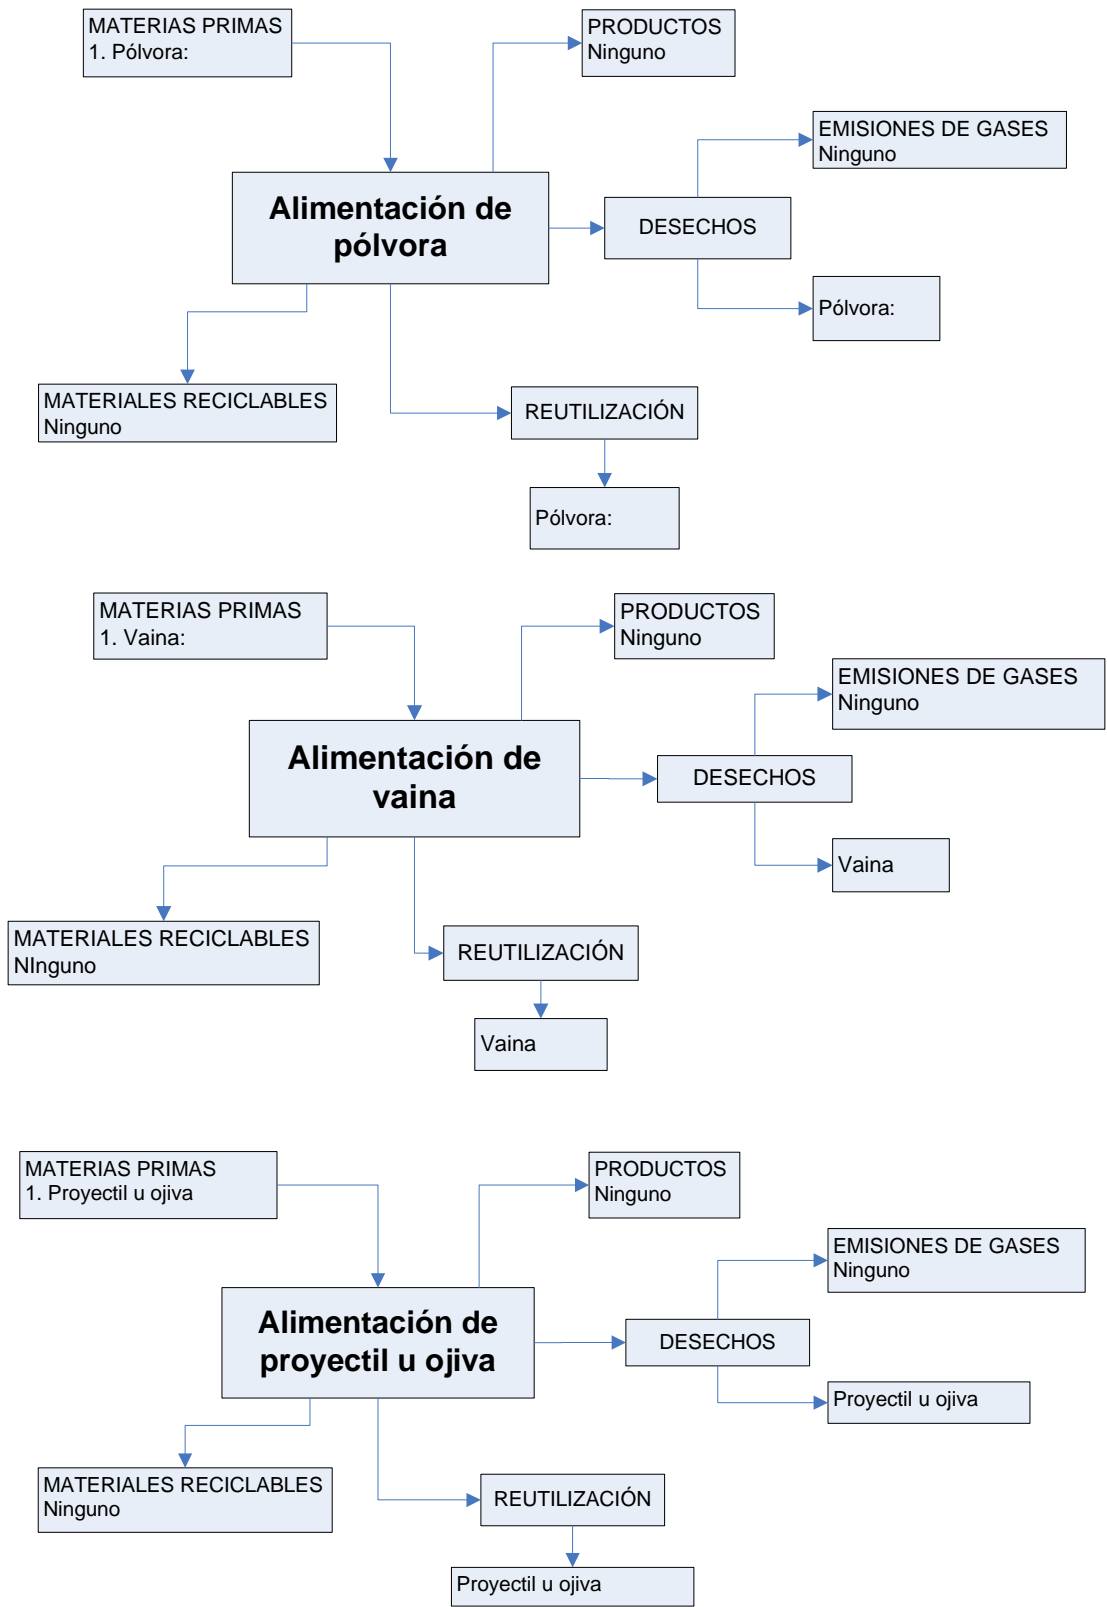 MATERIAS PRIMAS
1. Pólvora:
PRODUCTOS
Ninguno
EMISIONES DE GASES
Ninguno
Alimentación de
pólvora
DESECHOS
Pólvora:
MATERIALES RECICLABLES
Ninguno
REUTILIZACIÓN
Pólvora:
MATERIAS PRIMAS
1. Vaina:
PRODUCTOS
Ninguno
EMISIONES DE GASES
Ninguno
Alimentación de
vaina
DESECHOS
Vaina
MATERIALES RECICLABLES
NInguno
REUTILIZACIÓN
Vaina
MATERIAS PRIMAS
1. Proyectil u ojiva
PRODUCTOS
Ninguno
EMISIONES DE GASES
Ninguno
Alimentación de
proyectil u ojiva
DESECHOS
Proyectil u ojiva
MATERIALES RECICLABLES
Ninguno
REUTILIZACIÓN
Proyectil u ojiva